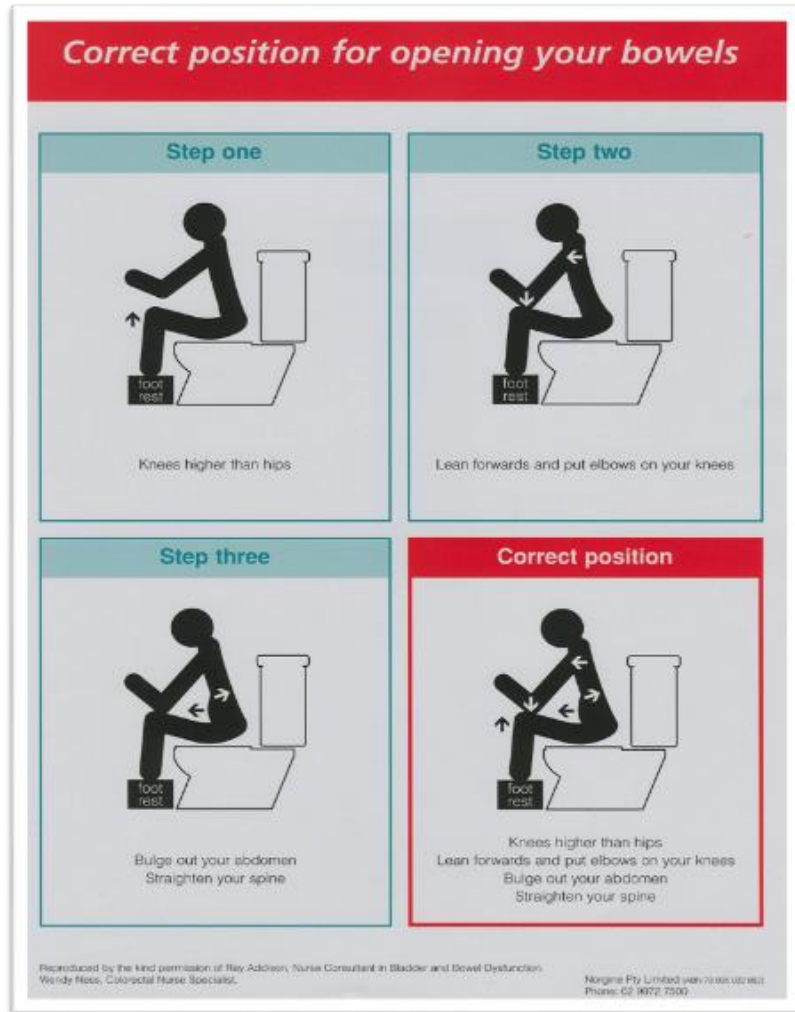 Correct position for opening your bowels
Step one
foot
rest
Knees higher than hips
Step two
foot
rest
Lean forwards and put elbows on your knees
Step three
foot
rest
Bulge out your abdomen
Straighten your spine
Correct position
foot
rest
Knees higher than hips
Lean forwards and put elbows on your knees
Bulge out your abdomen
Straighten your spine
Reproduced by the kind permission of Ray Addison, Nurse Consultant in Bladder and Bowel Dysfunction.
Wendy Ness, Colorectal Nurse Specialist.
Norgine Pty Limited
Phone: 02 9972 7500